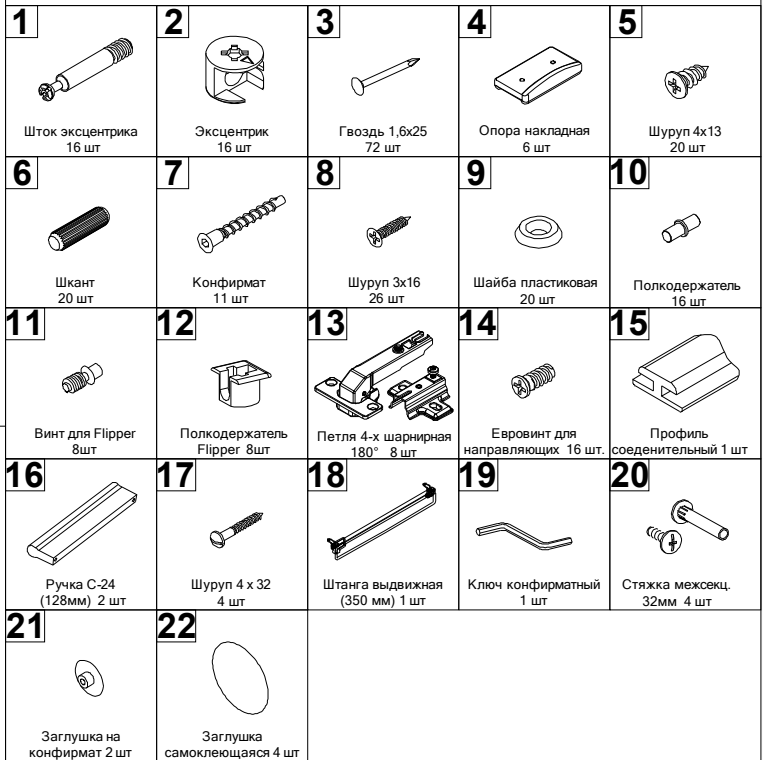 1
Шток эксцентрика
16 шт
2
Эксцентрик
16 шт
3
Гвоздь 1,6х25
72 шт
4
Опора накладная
6 шт
5
Шуруп 4х13
20 шт
6
Шкант
20 шт
7
Конфирмат
11 шт
8
Шуруп 3х16
26 шт
9
Шайба пластиковая
20 шт
10
Полкодержатель
16 шт
11
Винт для Flipper
8шт
12
Полкодержатель
Flipper 8шт
13
Петля 4-х шарнирная
180° 8 шт
14
Евровинт для
направляющих 16 шт.
15
Профиль
соеденительный 1 шт
16
Ручка С-24
(128мм) 2 шт
17
Шуруп 4 х 32
4 шт
18
Штанга выдвижная
(350 мм) 1 шт
19
Ключ конфирматный
1 шт
20
Стяжка межсекц.
32мм 4 шт
21
Заглушка на
конфирмат 2 шт
22
Заглушка
самоклеющаяся 4 шт